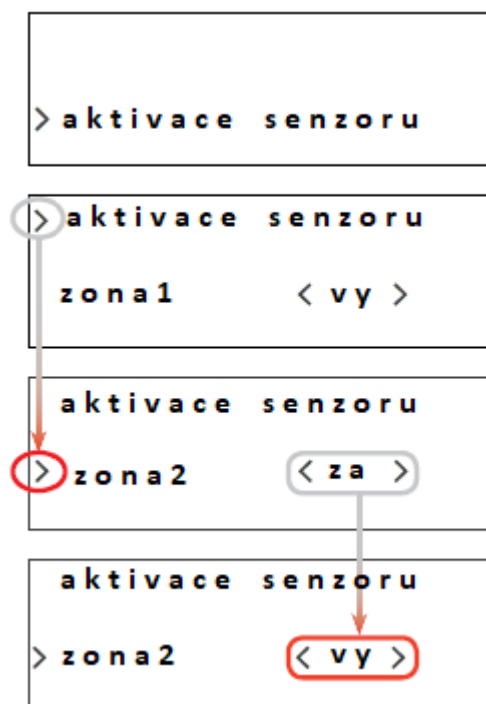 > aktivace senzoru
> aktivace senzoru
zona1 < vy >
aktivace senzoru
> zona2 < za >
aktivace senzoru
> zona2 < vy >